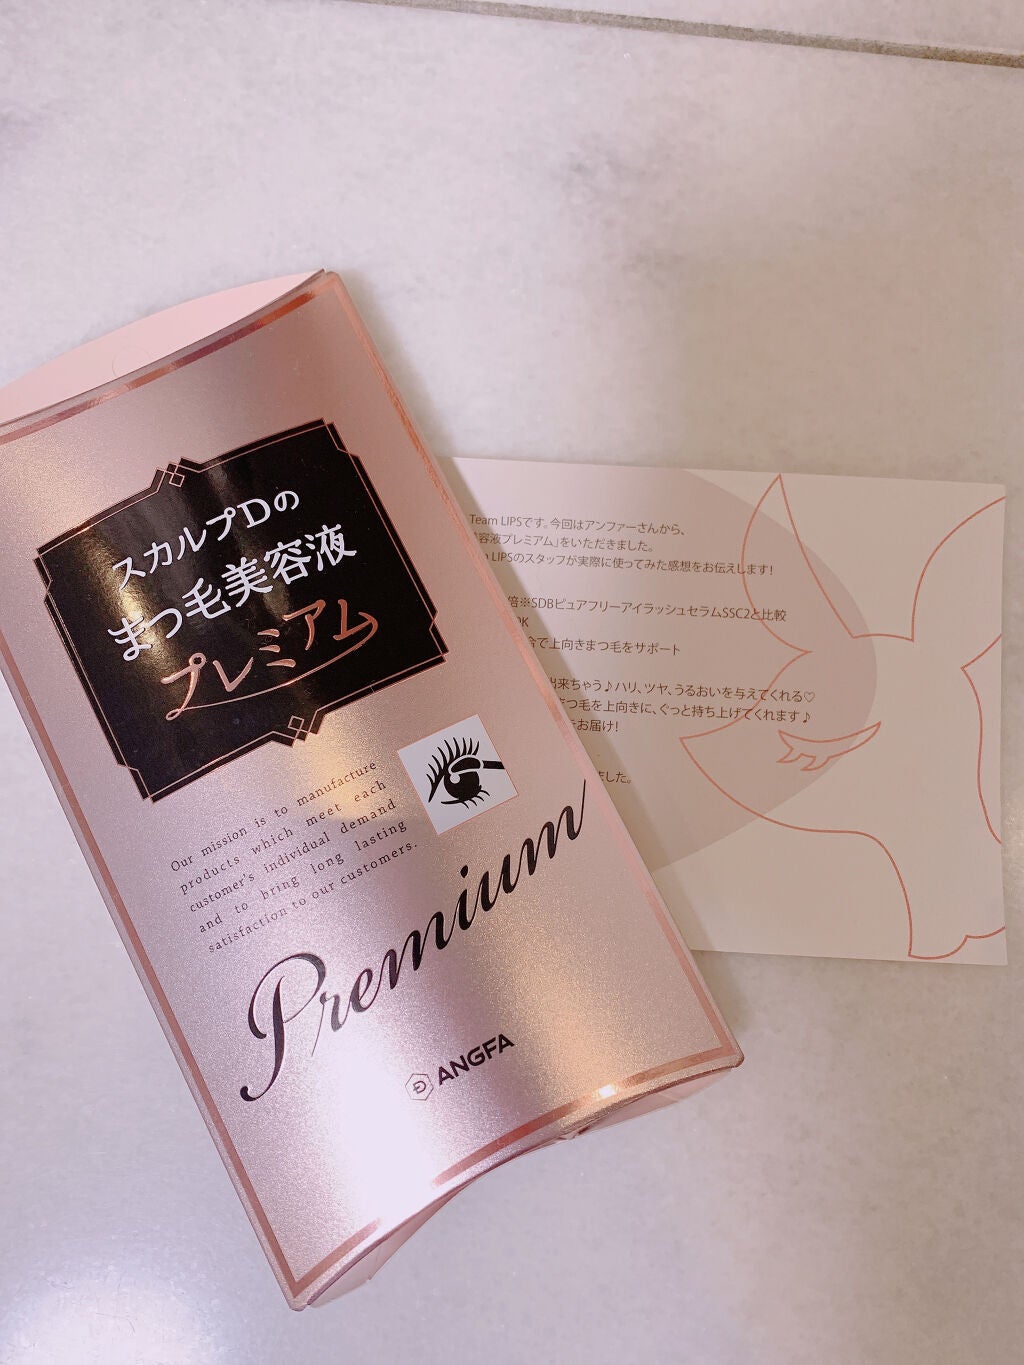 スカルプDの
まつ毛美容液
プレミアム
Our mission is to manufacture
products which meet each
customer's individual demand
and to bring long lasting
satisfaction to our customers.
Premium
ANGFA
Team LIPSです。今回はアンファーさんから、
容液プレミアム」をいただきました。
LIPSのスタッフが実際に使ってみた感想をお伝えします!
倍※SDBピュアフリーアイラッシュセラムSSC2と比較
OK
合で上向きまつ毛をサポート
出来ちゃう♪ハリ、ツヤ、うるおいを与えてくれる♡
まつ毛を上向きに、ぐっと持ち上げてくれます♪
お届け!
ました。